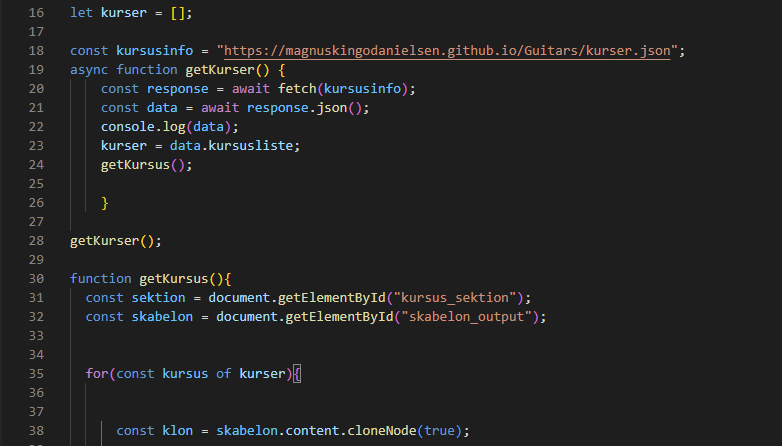 16 let kurser = [];
17
18 const kursusinfo = "https://magnuskingodanielsen.github.io/Guitars/kurser.json";
19 async function getKurser() {
20 const response = await fetch(kursusinfo);
21 const data = await response.json();
22 console.log(data);
23 kurser = data.kursusliste;
24 getKursus();
25
26 }
27
28 getKurser();
29
30 function getKursus(){
31 const sektion = document.getElementById("kursus_sektion");
32 const skabelon = document.getElementById("skabelon_output");
33
34
35 for(const kursus of kurser){
36
37
38 const klon = skabelon.content.cloneNode(true);